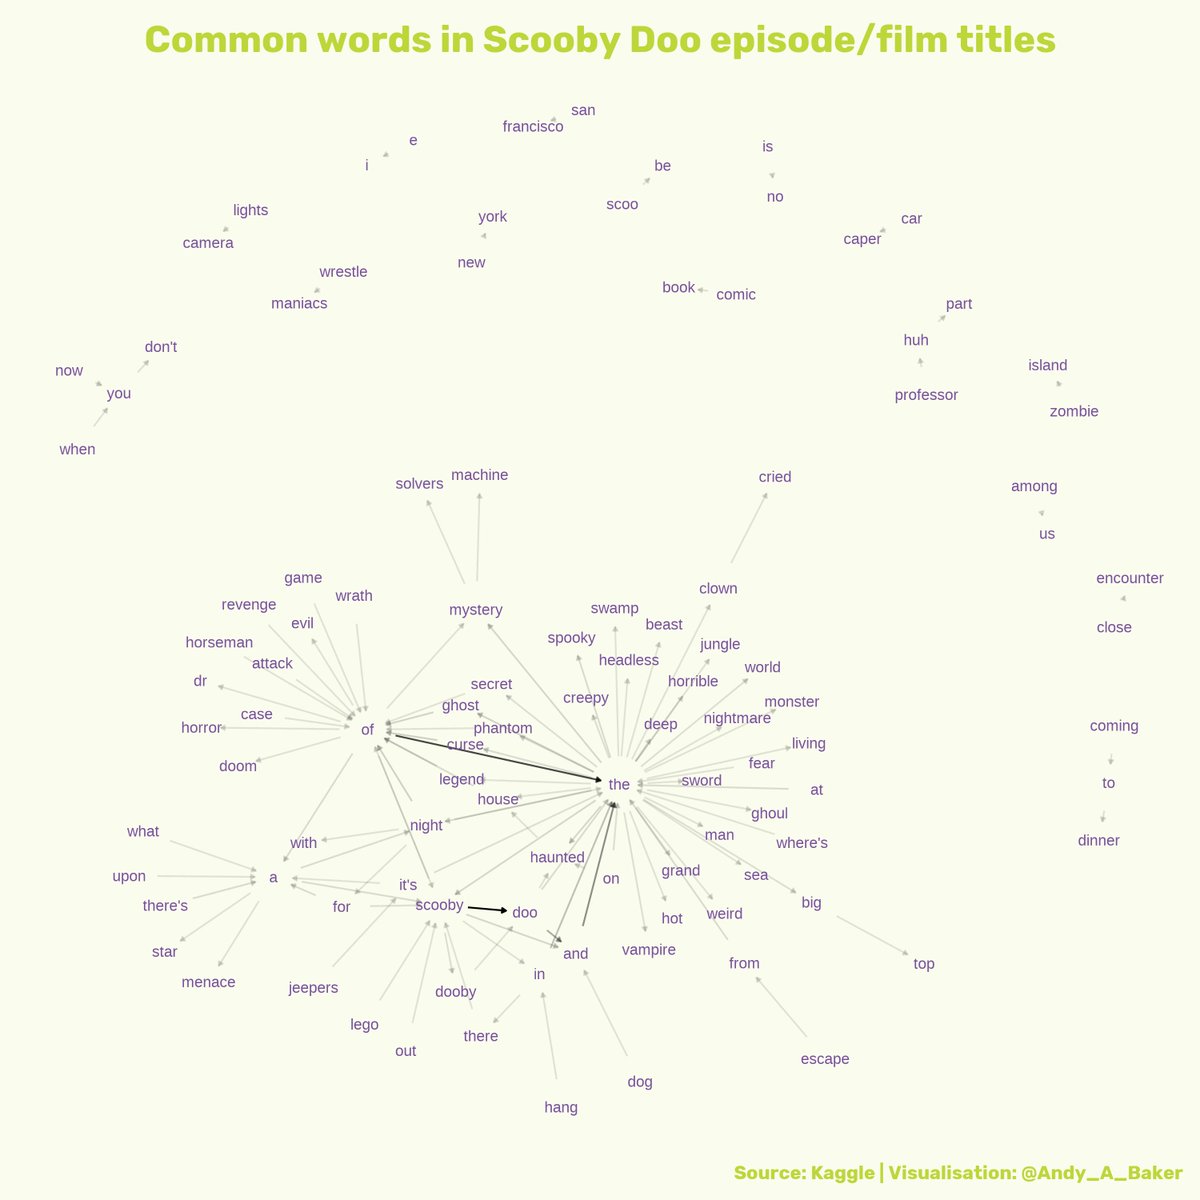 Common words in Scooby Doo episode/film titles
san
francisco
e
i
be
scoo
is
no
lights
camera
york
new
car
caper
wrestle
maniacs
book
comic
part
huh
professor
don't
now
you
when
island
zombie
solvers
machine
cried
among
us
encounter
close
game
revenge
wrath
evil
horseman
attack
dr
case
horror
of
doom
mystery
clown
swamp
beast
spooky
jungle
headless
world
horrible
secret
creepy
monster
ghost
deep
nightmare
phantom
curse
living
fear
legend
the
sword
at
house
ghoul
night
man
where's
what
with
haunted
grand
sea
upon
a
it's
on
there's
for
scooby
doo
hot
weird
big
star
and
vampire
menace
in
from
top
jeepers
dooby
lego
there
out
escape
dog
hang
coming
to
dinner
Source: Kaggle | Visualisation: @Andy_A_Baker